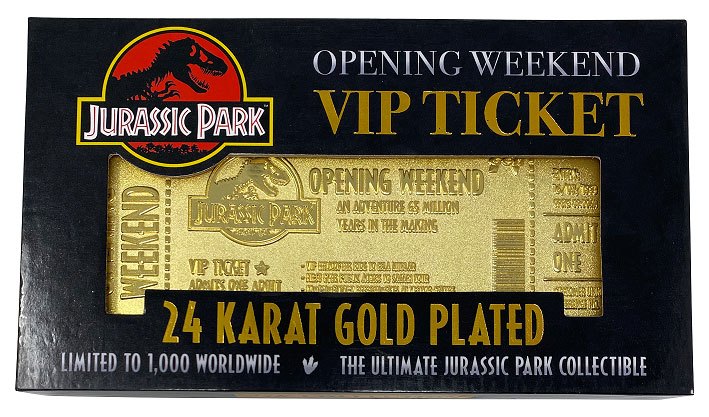 JURASSIC PARK
OPENING WEEKEND
VIP TICKET
WEEKEND
JURASSIC PARK
OPENING WEEKEND
AN ADVENTURE 65 MILLION
YEARS IN THE MAKING
VIP TICKET
ADMITS ONE ADULT
ADMIT
ONE
24 KARAT GOLD PLATED
LIMITED TO 1,000 WORLDWIDE
THE ULTIMATE JURASSIC PARK COLLECTIBLE